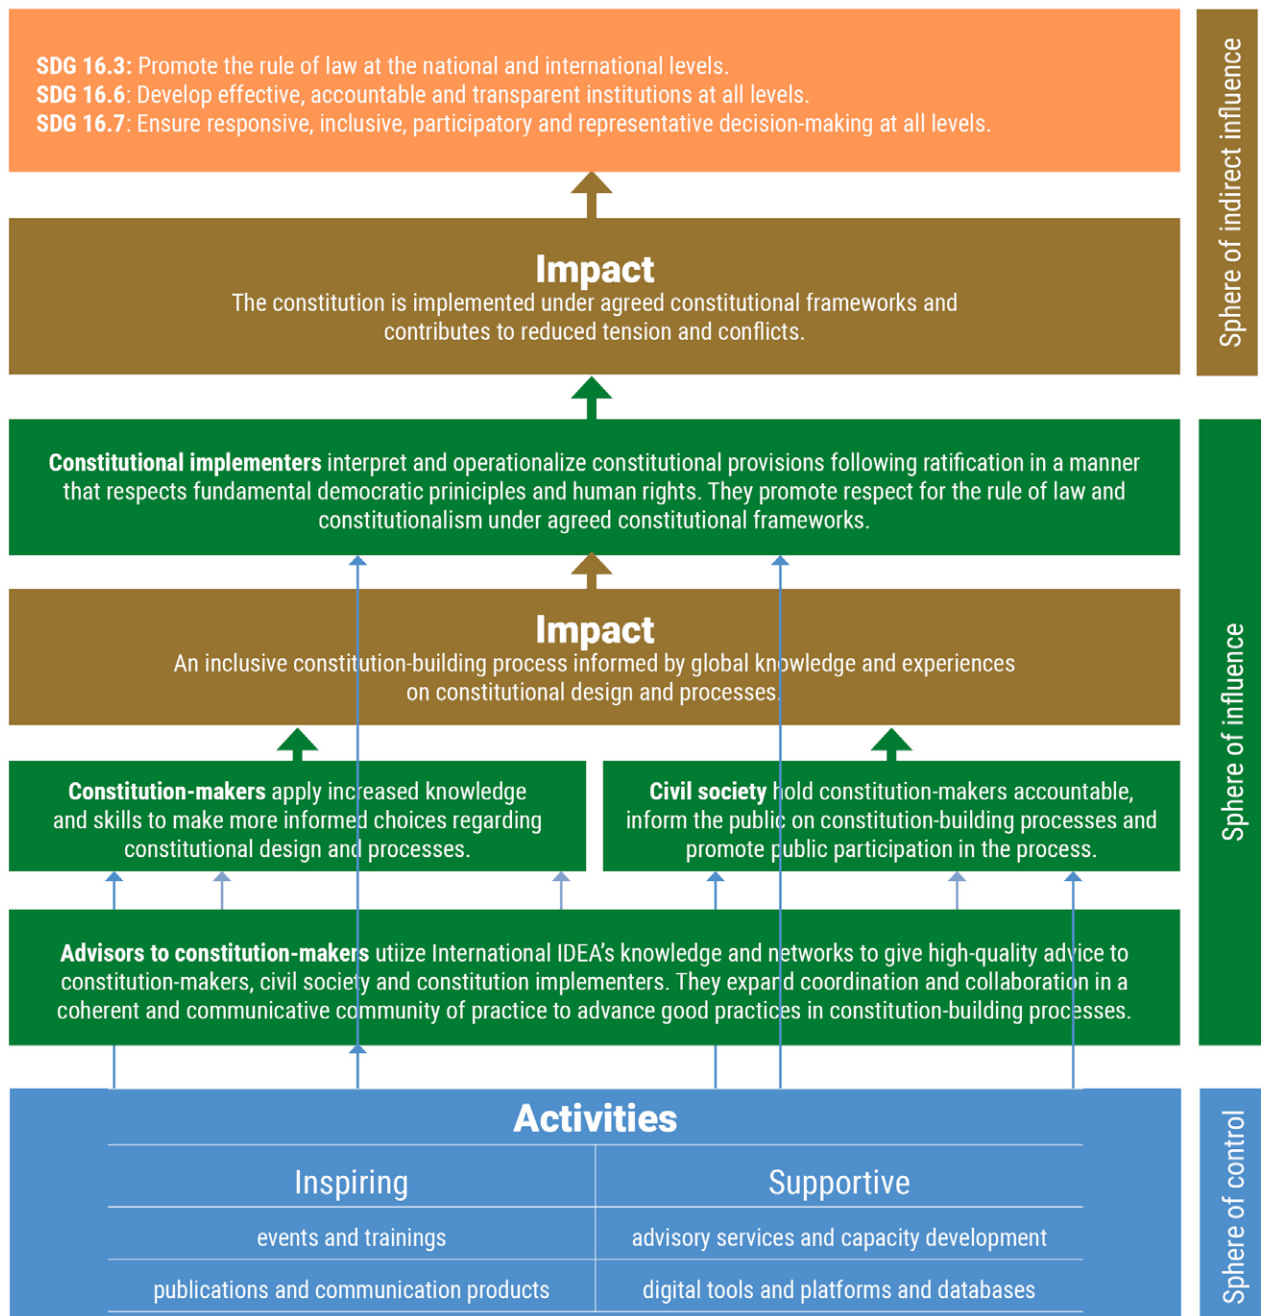 SDG 16.3: Promote the rule of law at the national and international levels.
SDG 16.6: Develop effective, accountable and transparent institutions at all levels.
SDG 16.7: Ensure responsive, inclusive, participatory and representative decision-making at all levels.
Sphere of indirect influence
Impact
The constitution is implemented under agreed constitutional frameworks and
contributes to reduced tension and conflicts.
Constitutional implementers interpret and operationalize constitutional provisions following ratification in a manner
that respects fundamental democratic priniciples and human rights. They promote respect for the rule of law and
constitutionalism under agreed constitutional frameworks.
Sphere of influence
Impact
An inclusive constitution-building process informed by global knowledge and experiences
on constitutional design and processes.
Constitution-makers apply increased knowledge
and skills to make more informed choices regarding
constitutional design and processes.
Civil society hold constitution-makers accountable,
inform the public on constitution-building processes and
promote public participation in the process.
Advisors to constitution-makers utiize International IDEA's knowledge and networks to give high-quality advice to
constitution-makers, civil society and constitution implementers. They expand coordination and collaboration in a
coherent and communicative community of practice to advance good practices in constitution-building processes.
Activities
Inspiring
Supportive
events and trainings
advisory services and capacity development
publications and communication products
digital tools and platforms and databases
Sphere of control